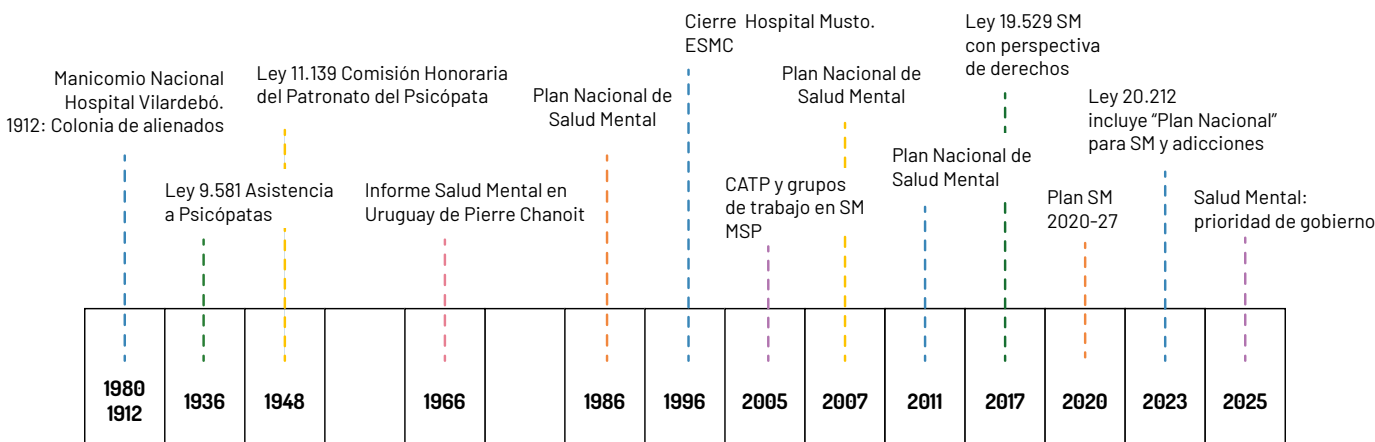 Manicomio Nacional
Hospital Vilardebó.
1912: Colonia de alienados
Ley 9.581 Asistencia
a Psicópatas
Ley 11.139 Comisión Honoraria
del Patronato del Psicópata
Informe Salud Mental en
Uruguay de Pierre Chanoit
Plan Nacional de
Salud Mental
Cierre Hospital Musto.
ESMC
CATP y grupos
de trabajo en SM
MSP
Plan Nacional de
Salud Mental
Plan Nacional de
Salud Mental
Ley 19.529 SM
con perspectiva
de derechos
Plan SM
2020-27
Ley 20.212
incluye “Plan Nacional”
para SM y adicciones
Salud Mental:
prioridad de gobierno
1980
1912
1936
1948
1966
1986
1996
2005
2007
2011
2017
2020
2023
2025